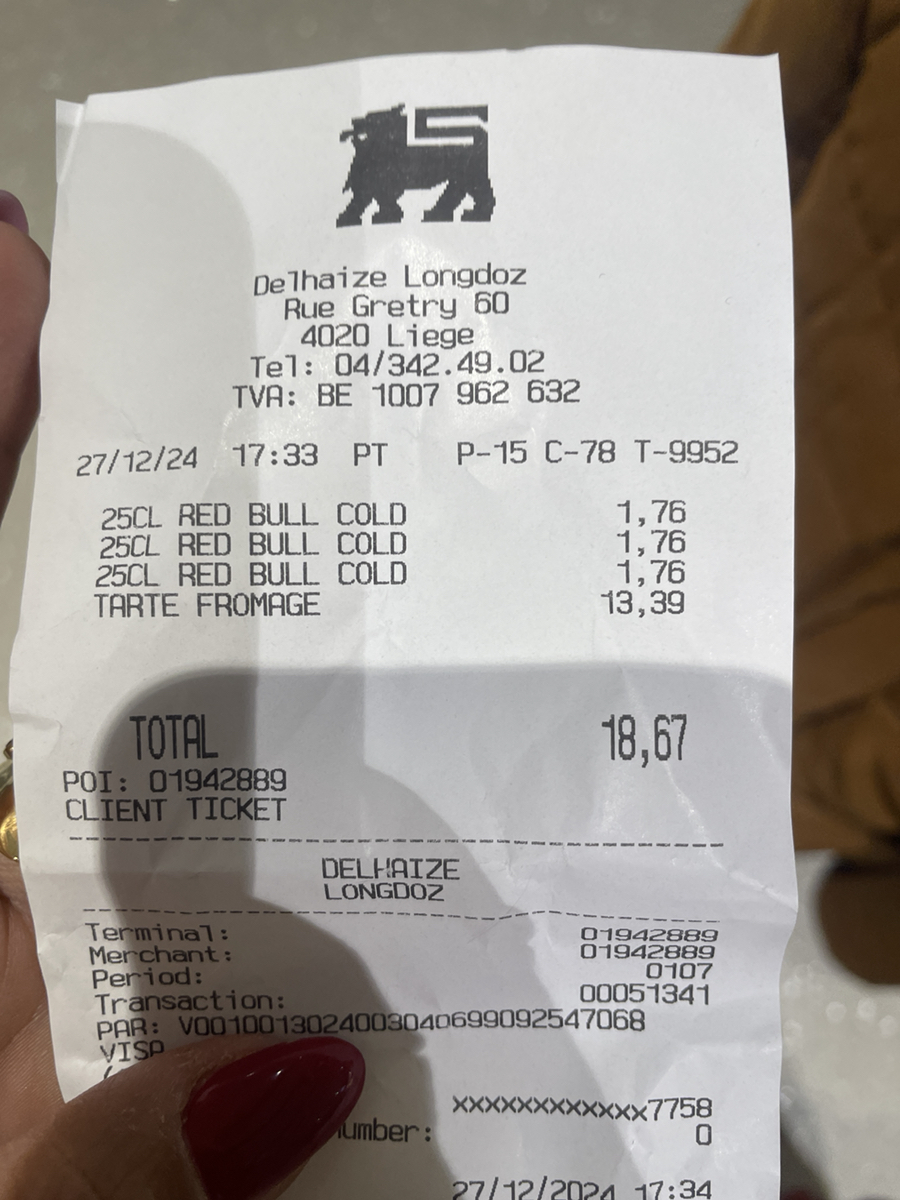 Delhaize Longdoz
Rue Gretry 60
4020 Liege
Tel: 04/342.49.02
TVA: BE 1007 962 632
27/12/24 17:33 PT P-15 C-78 T-9952
25CL RED BULL COLD 1,76
25CL RED BULL COLD 1,76
25CL RED BULL COLD 1,76
TARTE FROMAGE 13,39
TOTAL 18,67
POI: 01942889
CLIENT TICKET
DELHAIZE
LONGDOZ
Terminal: 01942889
Merchant: 01942889
Period: 0107
Transaction: 00051341
PAR: V0010013024003040699092547068
VISA
xxxxxxxxxxxx7758
umber: 0
27/12/2024 17:34